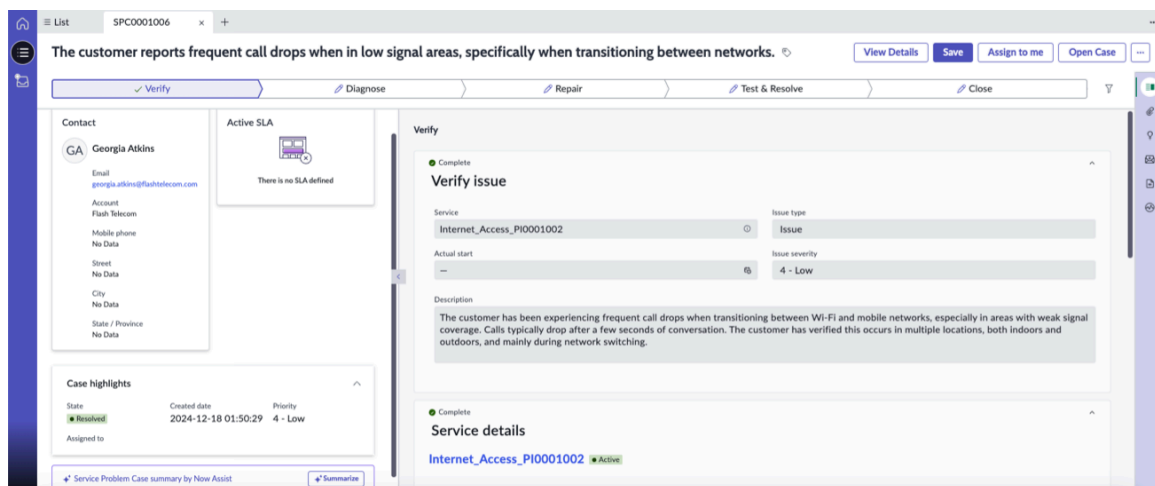 List
SPC0001006
The customer reports frequent call drops when in low signal areas, specifically when transitioning between networks.
View Details
Save
Assign to me
Open Case
Verify
Diagnose
Repair
Test & Resolve
Close
Contact
GA
Georgia Atkins
Email
georgia.atkins@flashtelecom.com
Account
Flash Telecom
Mobile phone
No Data
Street
No Data
City
No Data
State / Province
No Data
Active SLA
There is no SLA defined
Case highlights
State
Resolved
Created date
2024-12-18 01:50:29
Priority
4 - Low
Assigned to
Service Problem Case summary by Now Assist
Summarize
Verify
Complete
Verify issue
Service
Internet_Access_PI0001002
Issue type
Issue
Actual start
—
Issue severity
4 - Low
Description
The customer has been experiencing frequent call drops when transitioning between Wi-Fi and mobile networks, especially in areas with weak signal
coverage. Calls typically drop after a few seconds of conversation. The customer has verified this occurs in multiple locations, both indoors and
outdoors, and mainly during network switching.
Complete
Service details
Internet_Access_PI0001002
Active